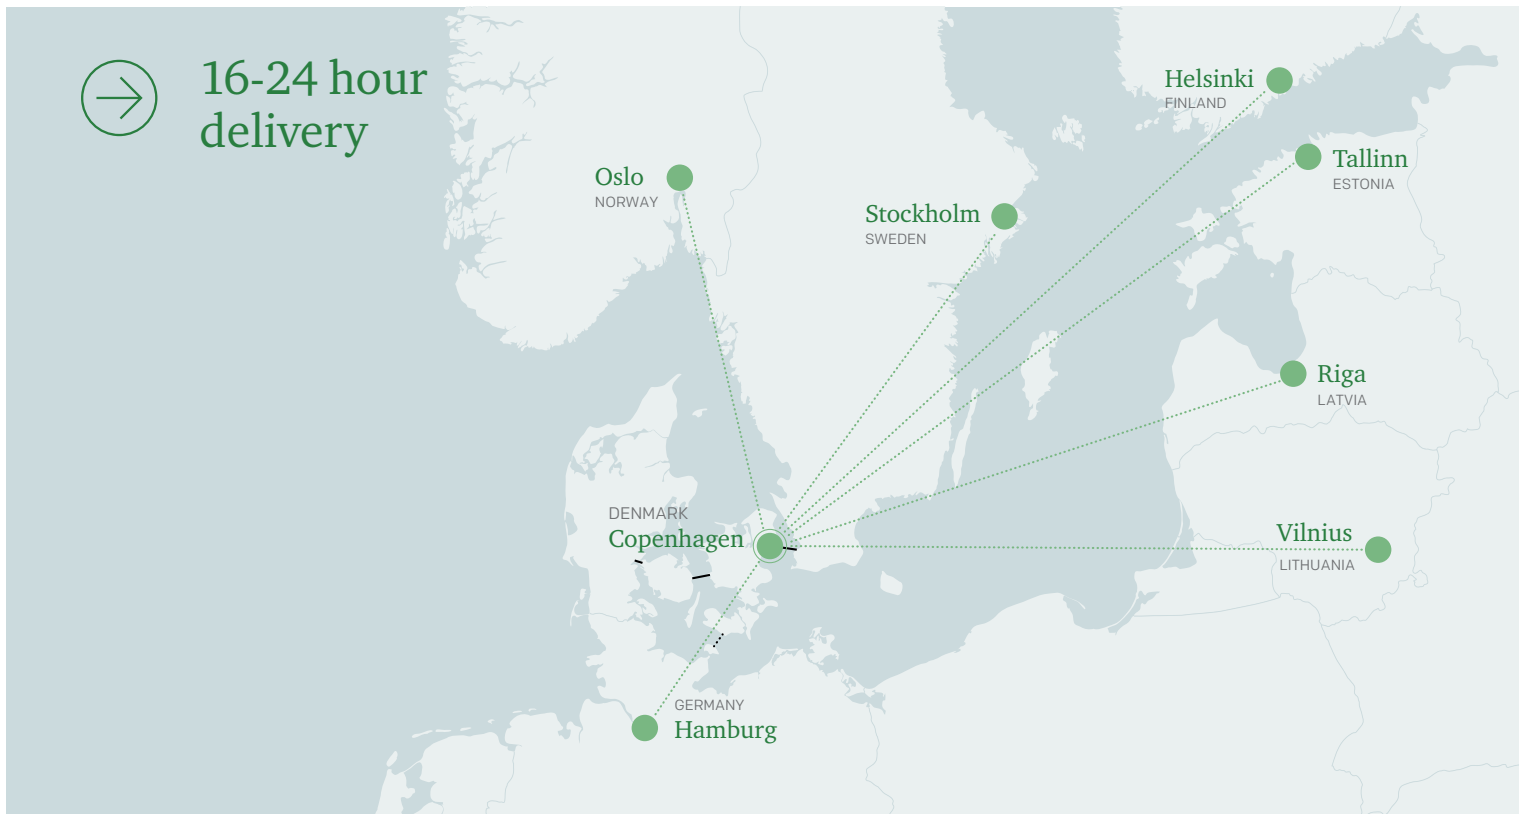 16-24 hour
delivery
Helsinki
FINLAND
Tallinn
ESTONIA
Oslo
NORWAY
Stockholm
SWEDEN
Riga
LATVIA
DENMARK
Copenhagen
Vilnius
LITHUANIA
GERMANY
Hamburg